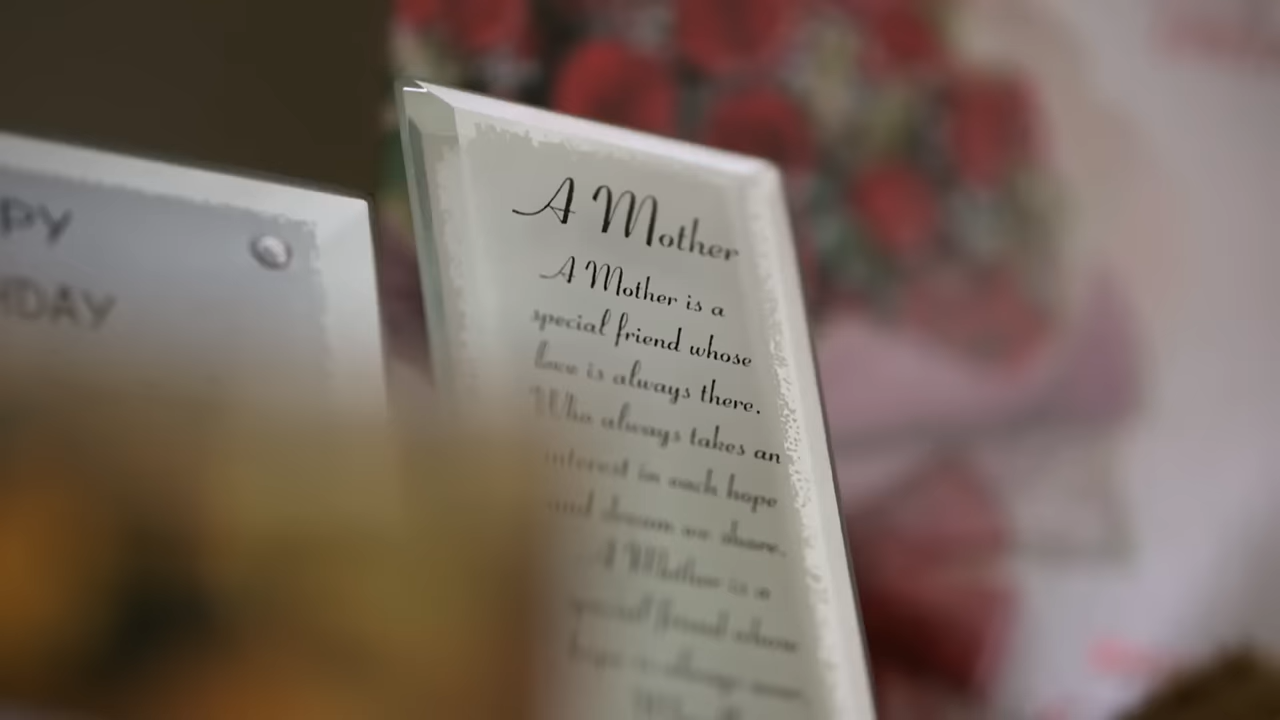 PY
DAY
A Mother
A Mother is a
special friend whose
love is always there.
Who always takes an
interest in each hope
and dream we share.
A Mother is a
special friend whose